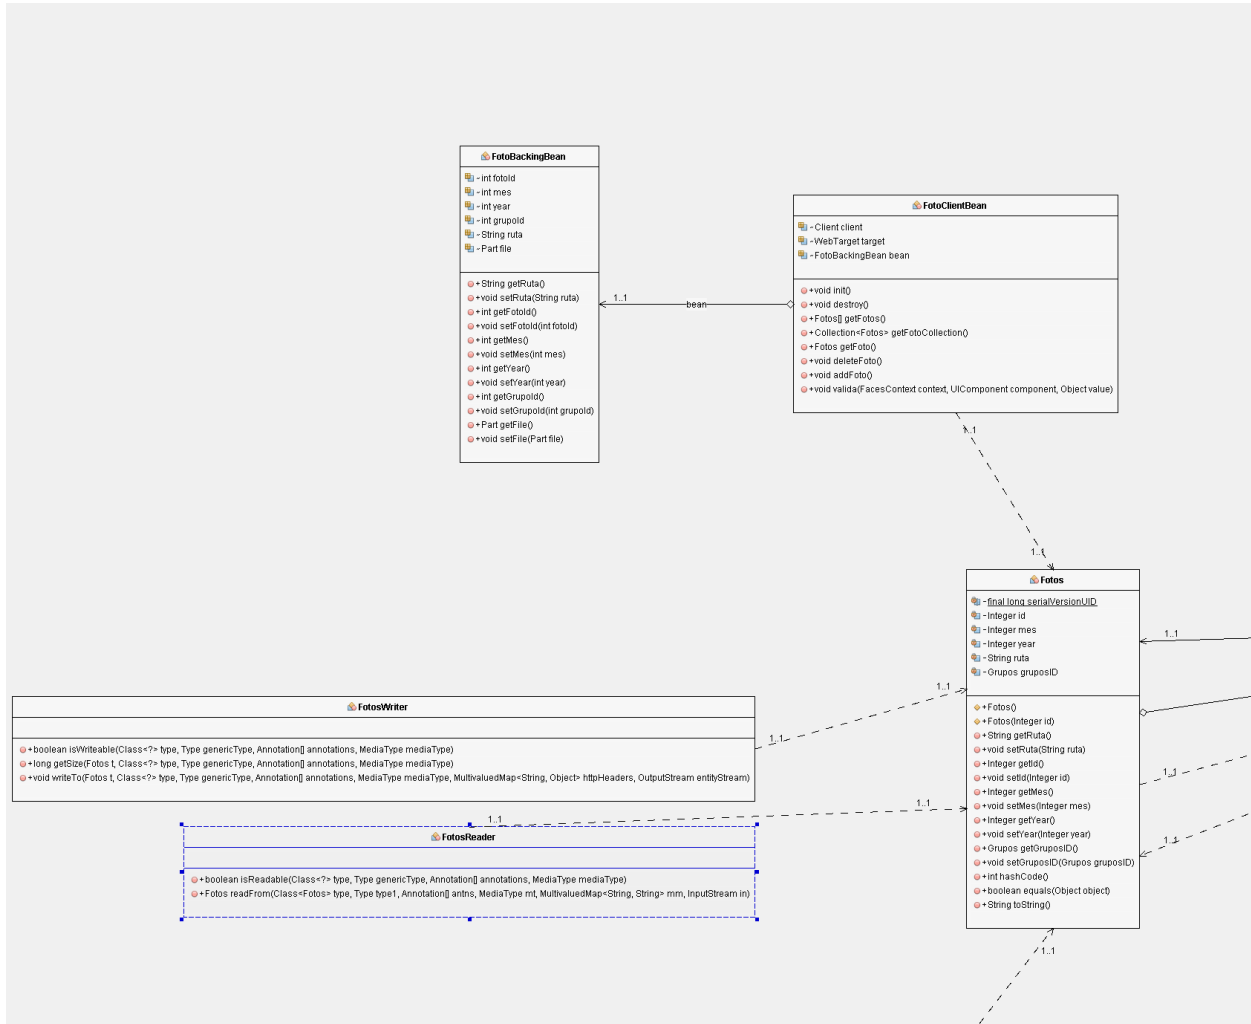 FotoBackingBean
-int fotoId
-int mes
-int year
-int grupoId
-String ruta
-Part file
+String getRuta()
+void setRuta(String ruta)
+int getFotoId()
+void setFotoId(int fotoId)
+int getMes()
+void setMes(int mes)
+int getYear()
+void setYear(int year)
+int getGrupoId()
+void setGrupoId(int grupoId)
+Part getFile()
+void setFile(Part file)
1..1
bean
FotoClientBean
-Client client
-WebTarget target
-FotoBackingBean bean
+void init()
+void destroy()
+Fotos[] getFotos()
+Collection<Fotos> getFotoCollection()
+Fotos getFoto()
+void deleteFoto()
+void addFoto()
+void valida(FacesContext context, UIComponent component, Object value)
1..1
1..1
Fotos
-final long serialVersionUID
-Integer id
-Integer mes
-Integer year
-String ruta
-Grupos gruposID
+Fotos()
+Fotos(Integer id)
+String getRuta()
+void setRuta(String ruta)
+Integer getId()
+void setId(Integer id)
+Integer getMes()
+void setMes(Integer mes)
+Integer getYear()
+void setYear(Integer year)
+Grupos getGruposID()
+void setGruposID(Grupos gruposID)
+int hashCode()
+boolean equals(Object object)
+String toString()
1..1
1..1
1..1
1..1
FotosWriter
+boolean isWriteable(Class<?> type, Type genericType, Annotation[] annotations, MediaType mediaType)
+long getSize(Fotos t, Class<?> type, Type genericType, Annotation[] annotations, MediaType mediaType)
+void writeTo(Fotos t, Class<?> type, Type genericType, Annotation[] annotations, MediaType mediaType, MultivaluedMap<String, Object> httpHeaders, OutputStream entityStream)
1..1
1..1
FotosReader
+boolean isReadable(Class<?> type, Type genericType, Annotation[] annotations, MediaType mediaType)
+Fotos readFrom(Class<Fotos> type, Type type1, Annotation[] antns, MediaType mt, MultivaluedMap<String, String> mm, InputStream in)
1..1
1..1